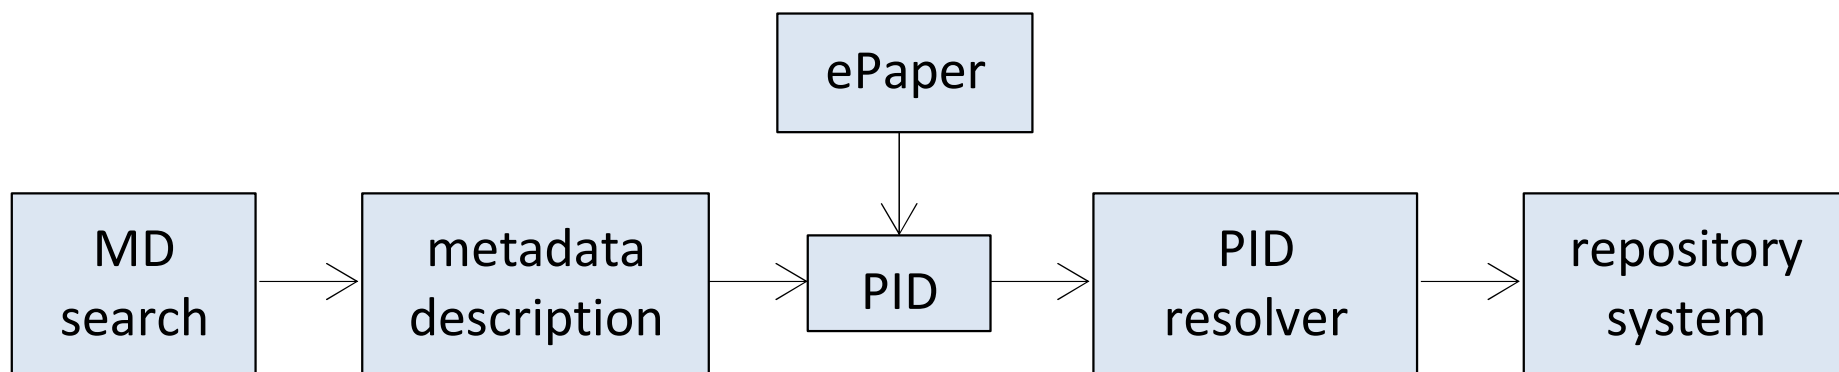 ePaper
MD
search
metadata
description
PID
PID
resolver
repository
system